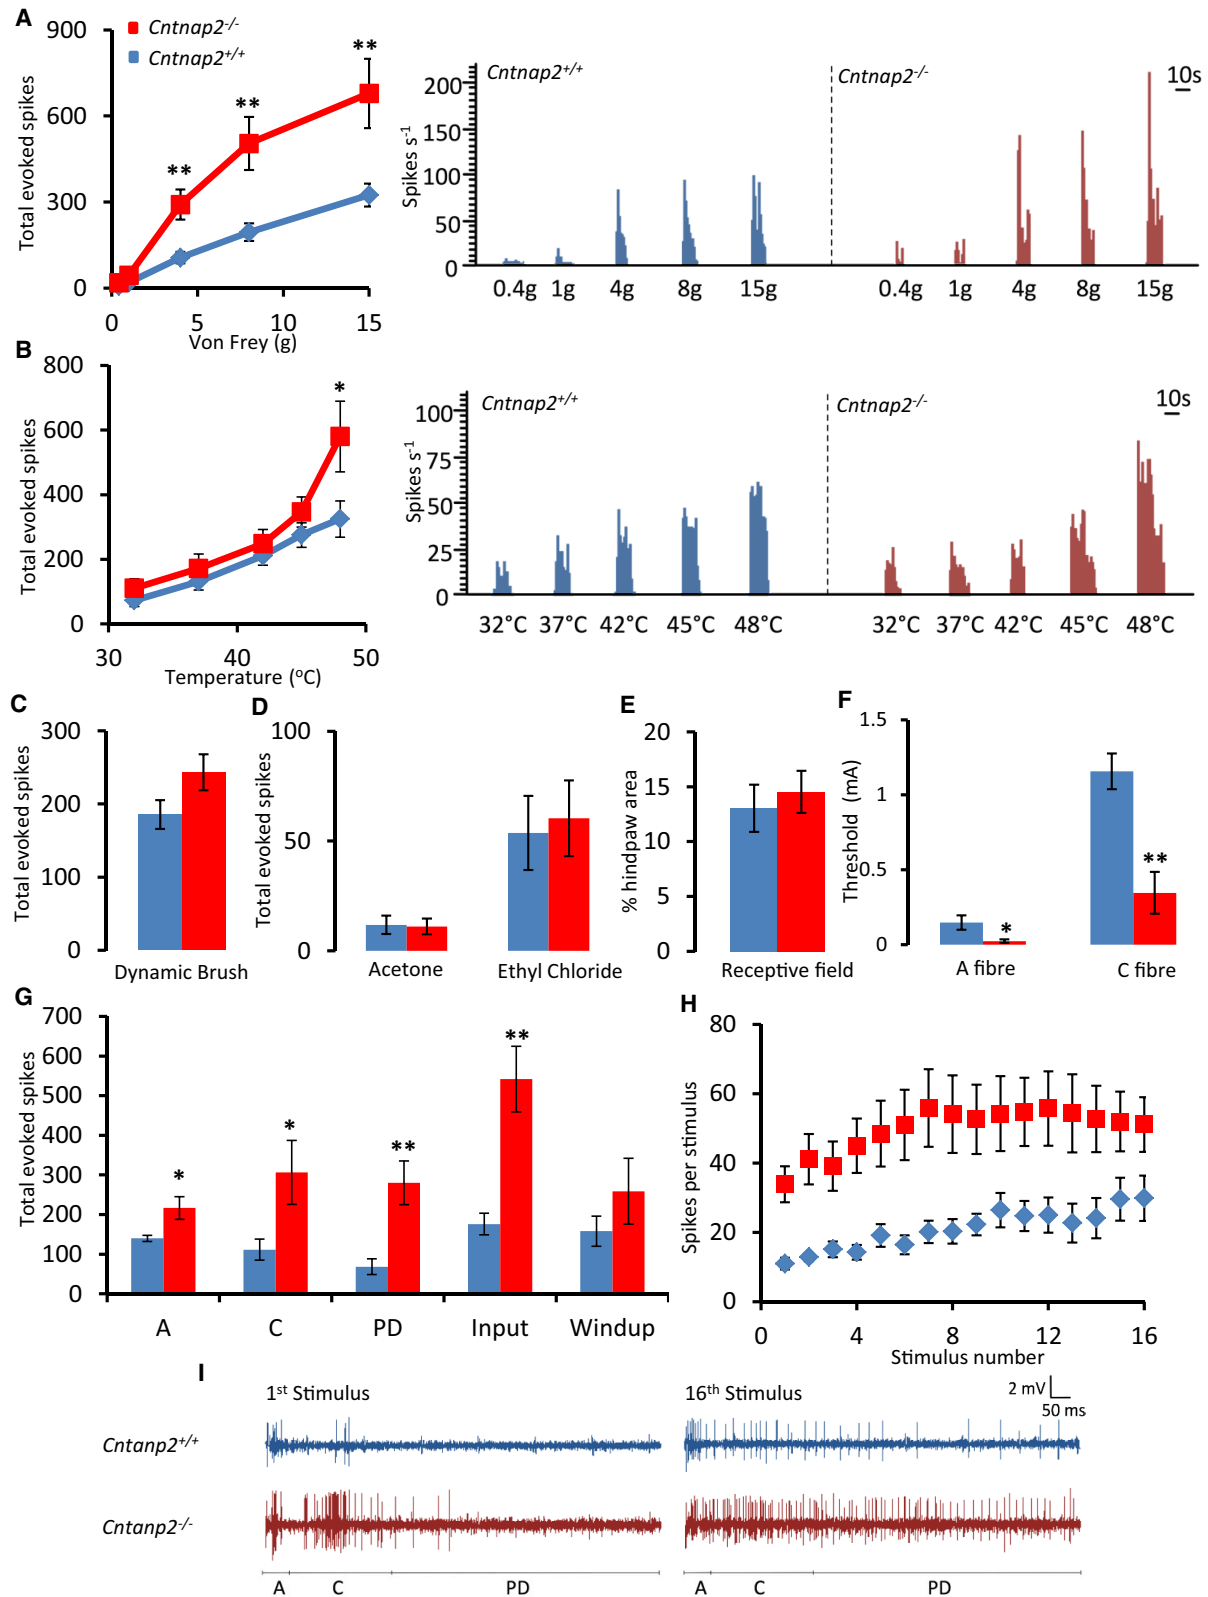 A
Cntnap2-/-
Cntnap2+/+
Total evoked spikes
900
600
300
0
0 5 10 15
Von Frey (g)
** ** **
Spikes s-1
200
150
100
50
0
Cntnap2+/+ Cntnap2-/- 10s
0.4g 1g 4g 8g 15g 0.4g 1g 4g 8g 15g
B
Total evoked spikes
800
600
400
200
0
30 40 50
Temperature (oC)
*
Spikes s-1
100
75
50
25
0
Cntnap2+/+ Cntnap2-/- 10s
32°C 37°C 42°C 45°C 48°C 32°C 37°C 42°C 45°C 48°C
C
Total evoked spikes
300
200
100
0
Dynamic Brush
D
Total evoked spikes
100
50
0
Acetone Ethyl Chloride
E
% hindpaw area
20
15
10
5
0
Receptive field
F
Threshold (mA)
1.5
1
0.5
0
* **
A fibre C fibre
G
Total evoked spikes
700
600
500
400
300
200
100
0
* * ** **
A C PD Input Windup
H
Spikes per stimulus
80
60
40
20
0
0 4 8 12 16
Stimulus number
I
1st Stimulus 16th Stimulus
2 mV
50 ms
Cntanp2+/+
Cntanp2-/-
A C PD A C PD